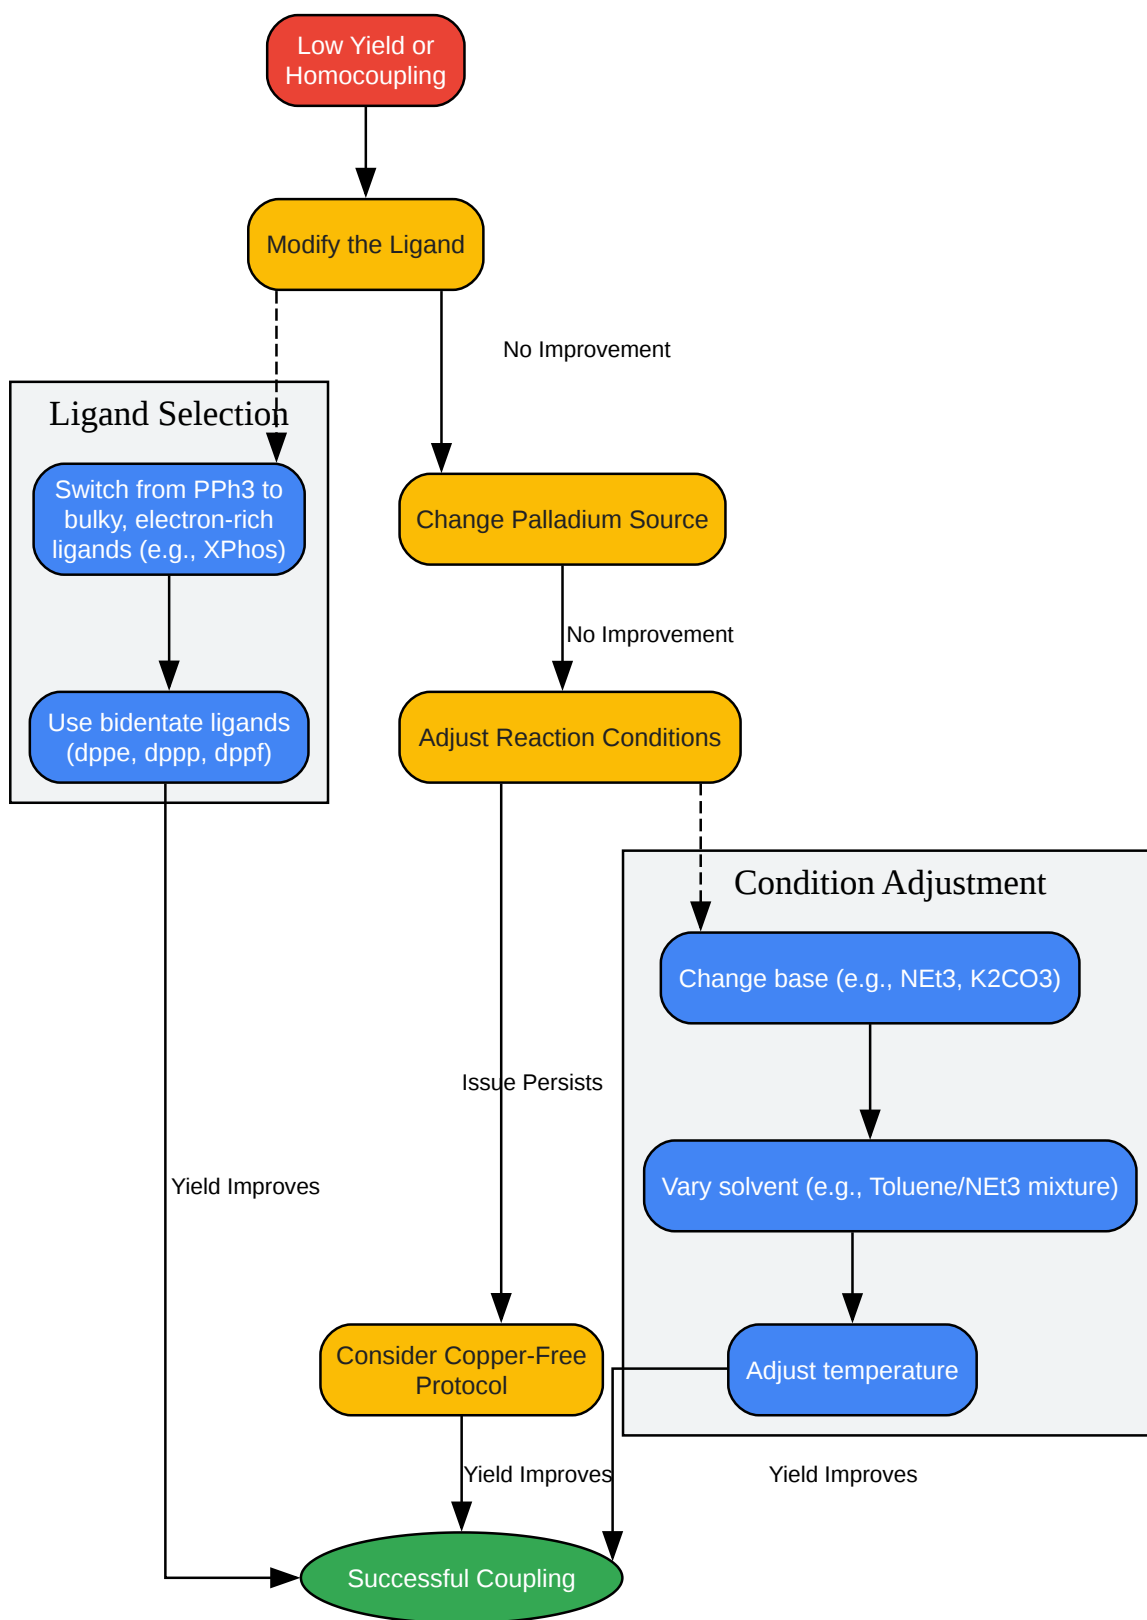 Low Yield or
Homocoupling
Modify the Ligand
No Improvement
Ligand Selection
Switch from PPh3 to
bulky, electron-rich
ligands (e.g., XPhos)
Change Palladium Source
No Improvement
Use bidentate ligands
(dppe, dppp, dppf)
Adjust Reaction Conditions
Condition Adjustment
Change base (e.g., NEt3, K2CO3)
Issue Persists
Yield Improves
Vary solvent (e.g., Toluene/NEt3 mixture)
Consider Copper-Free
Protocol
Adjust temperature
Yield Improves
Yield Improves
Successful Coupling